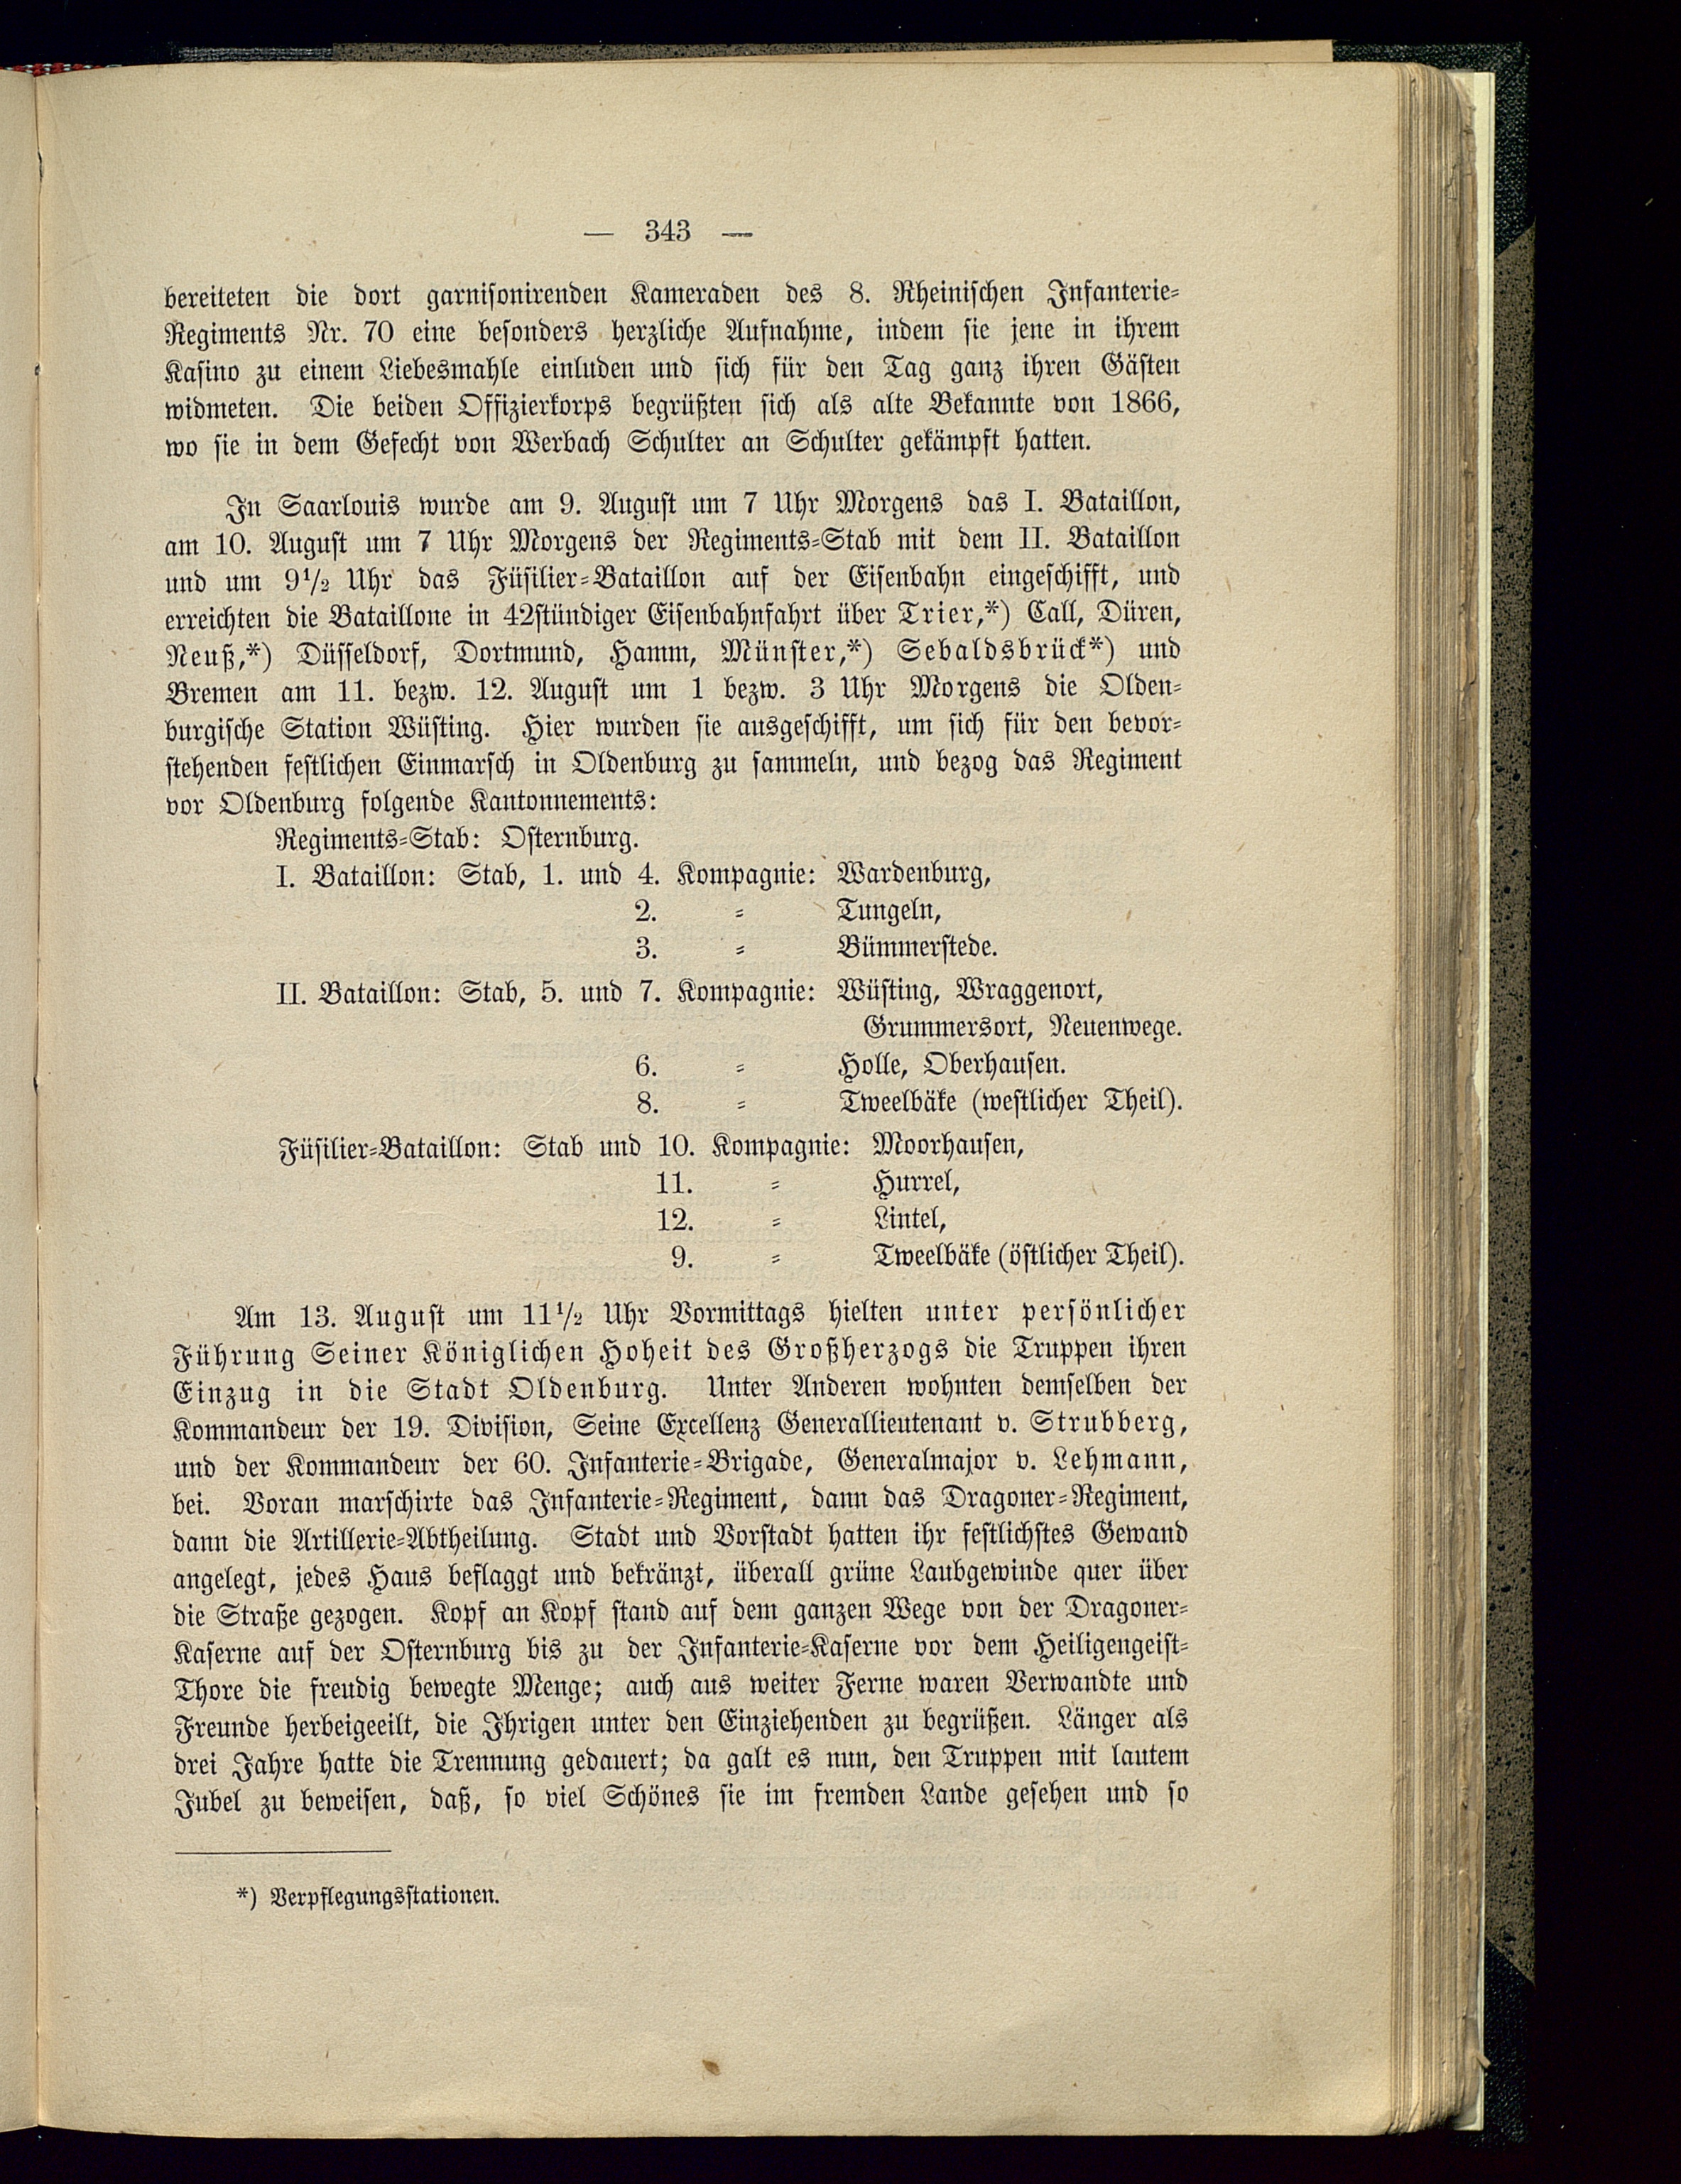 — 343 —
bereiteten die dort garnisonirenden Kameraden des 8. Rheinischen Infanterie-
Regiments Nr. 70 eine besonders herzliche Aufnahme, indem sie jene in ihrem
Kasino zu einem Liebesmahle einluden und sich für den Tag ganz ihren Gästen
widmeten. Die beiden Offizierkorps begrüßten sich als alte Bekannte von 1866,
wo sie in dem Gefecht von Werbach Schulter an Schulter gekämpft hatten.
In Saarlouis wurde am 9. August um 7 Uhr Morgens das I. Bataillon,
am 10. August um 7 Uhr Morgens der Regiments-Stab mit dem II. Bataillon
und um 9½ Uhr das Füsilier-Bataillon auf der Eisenbahn eingeschifft, und
erreichten die Bataillone in 42stündiger Eisenbahnfahrt über Trier,*) Call, Düren,
Neuß,*) Düsseldorf, Dortmund, Hamm, Münster,*) Sebaldsbrück*) und
Bremen am 11. bezw. 12. August um 1 bezw. 3 Uhr Morgens die Olden-
burgische Station Wüsting. Hier wurden sie ausgeschifft, um sich für den bevor-
stehenden festlichen Einmarsch in Oldenburg zu sammeln, und bezog das Regiment
vor Oldenburg folgende Kantonnements:
Regiments-Stab: Osternburg.
I. Bataillon: Stab, 1. und 4. Kompagnie: Wardenburg,
2. = Tungeln,
3. = Bümmerstede.
II. Bataillon: Stab, 5. und 7. Kompagnie: Wüsting, Wraggenort,
Grummersort, Neuenwege.
6. = Holle, Oberhausen.
8. = Tweelbäke (westlicher Theil).
Füsilier-Bataillon: Stab und 10. Kompagnie: Moorhausen,
11. = Hurrel,
12. = Lintel,
9. = Tweelbäke (östlicher Theil).
Am 13. August um 11½ Uhr Vormittags hielten unter persönlicher
Führung Seiner Königlichen Hoheit des Großherzogs die Truppen ihren
Einzug in die Stadt Oldenburg. Unter Anderen wohnten demselben der
Kommandeur der 19. Division, Seine Excellenz Generallieutenant v. Strubberg,
und der Kommandeur der 60. Infanterie-Brigade, Generalmajor v. Lehmann,
bei. Voran marschirte das Infanterie-Regiment, dann das Dragoner-Regiment,
dann die Artillerie-Abtheilung. Stadt und Vorstadt hatten ihr festlichstes Gewand
angelegt, jedes Haus beflaggt und bekränzt, überall grüne Laubgewinde quer über
die Straße gezogen. Kopf an Kopf stand auf dem ganzen Wege von der Dragoner-
Kaserne auf der Osternburg bis zu der Infanterie-Kaserne vor dem Heiligengeist-
Thore die freudig bewegte Menge; auch aus weiter Ferne waren Verwandte und
Freunde herbeigeeilt, die Ihrigen unter den Einziehenden zu begrüßen. Länger als
drei Jahre hatte die Trennung gedauert; da galt es nun, den Truppen mit lautem
Jubel zu beweisen, daß, so viel Schönes sie im fremden Lande gesehen und so
*) Verpflegungsstationen.